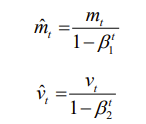 m̂_t = m_t / (1 − β_1^t)
v̂_t = v_t / (1 − β_2^t)